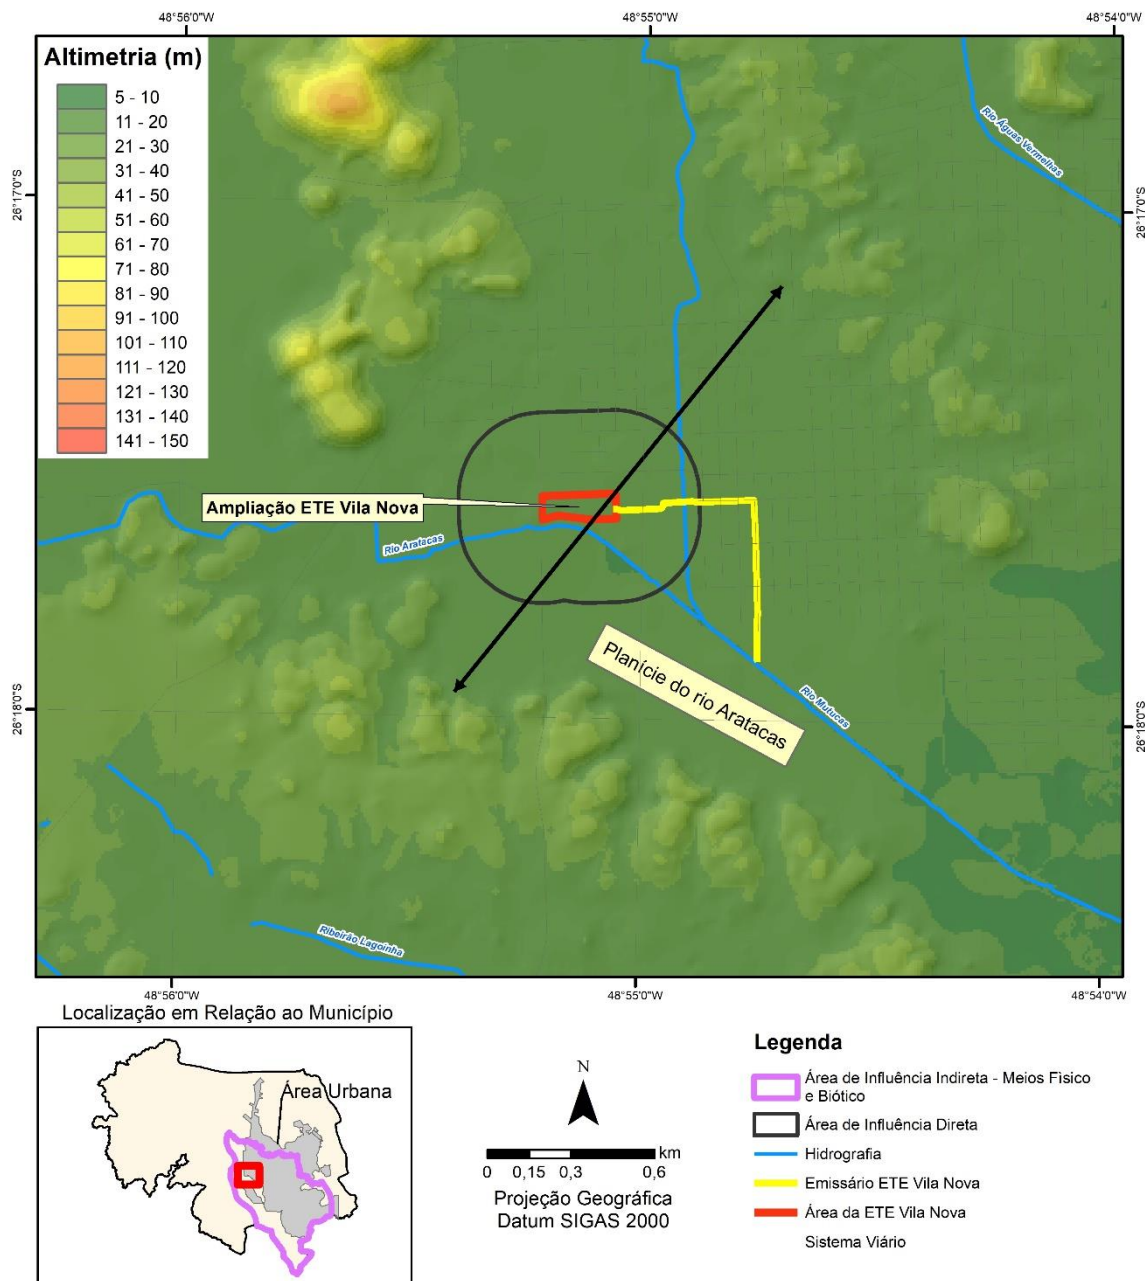 48°56'0"W
48°55'0"W
48°54'0"W
Altimetria (m)
5 - 10
11 - 20
21 - 30
31 - 40
41 - 50
51 - 60
61 - 70
71 - 80
81 - 90
91 - 100
101 - 110
111 - 120
121 - 130
131 - 140
141 - 150
Rio Águas Vermelhas
26°17'0"S
26°17'0"S
Ampliação ETE Vila Nova
Rio Aratacas
Planície do rio Aratacas
Rio Mutucas
26°18'0"S
26°18'0"S
Ribeirão Lagoinha
48°56'0"W
48°55'0"W
48°54'0"W
Localização em Relação ao Município
Área Urbana
N
km
0 0,15 0,3 0,6
Projeção Geográfica
Datum SIGAS 2000
Legenda
Área de Influência Indireta - Meios Físico
e Biótico
Área de Influência Direta
Hidrografia
Emissário ETE Vila Nova
Área da ETE Vila Nova
Sistema Viário